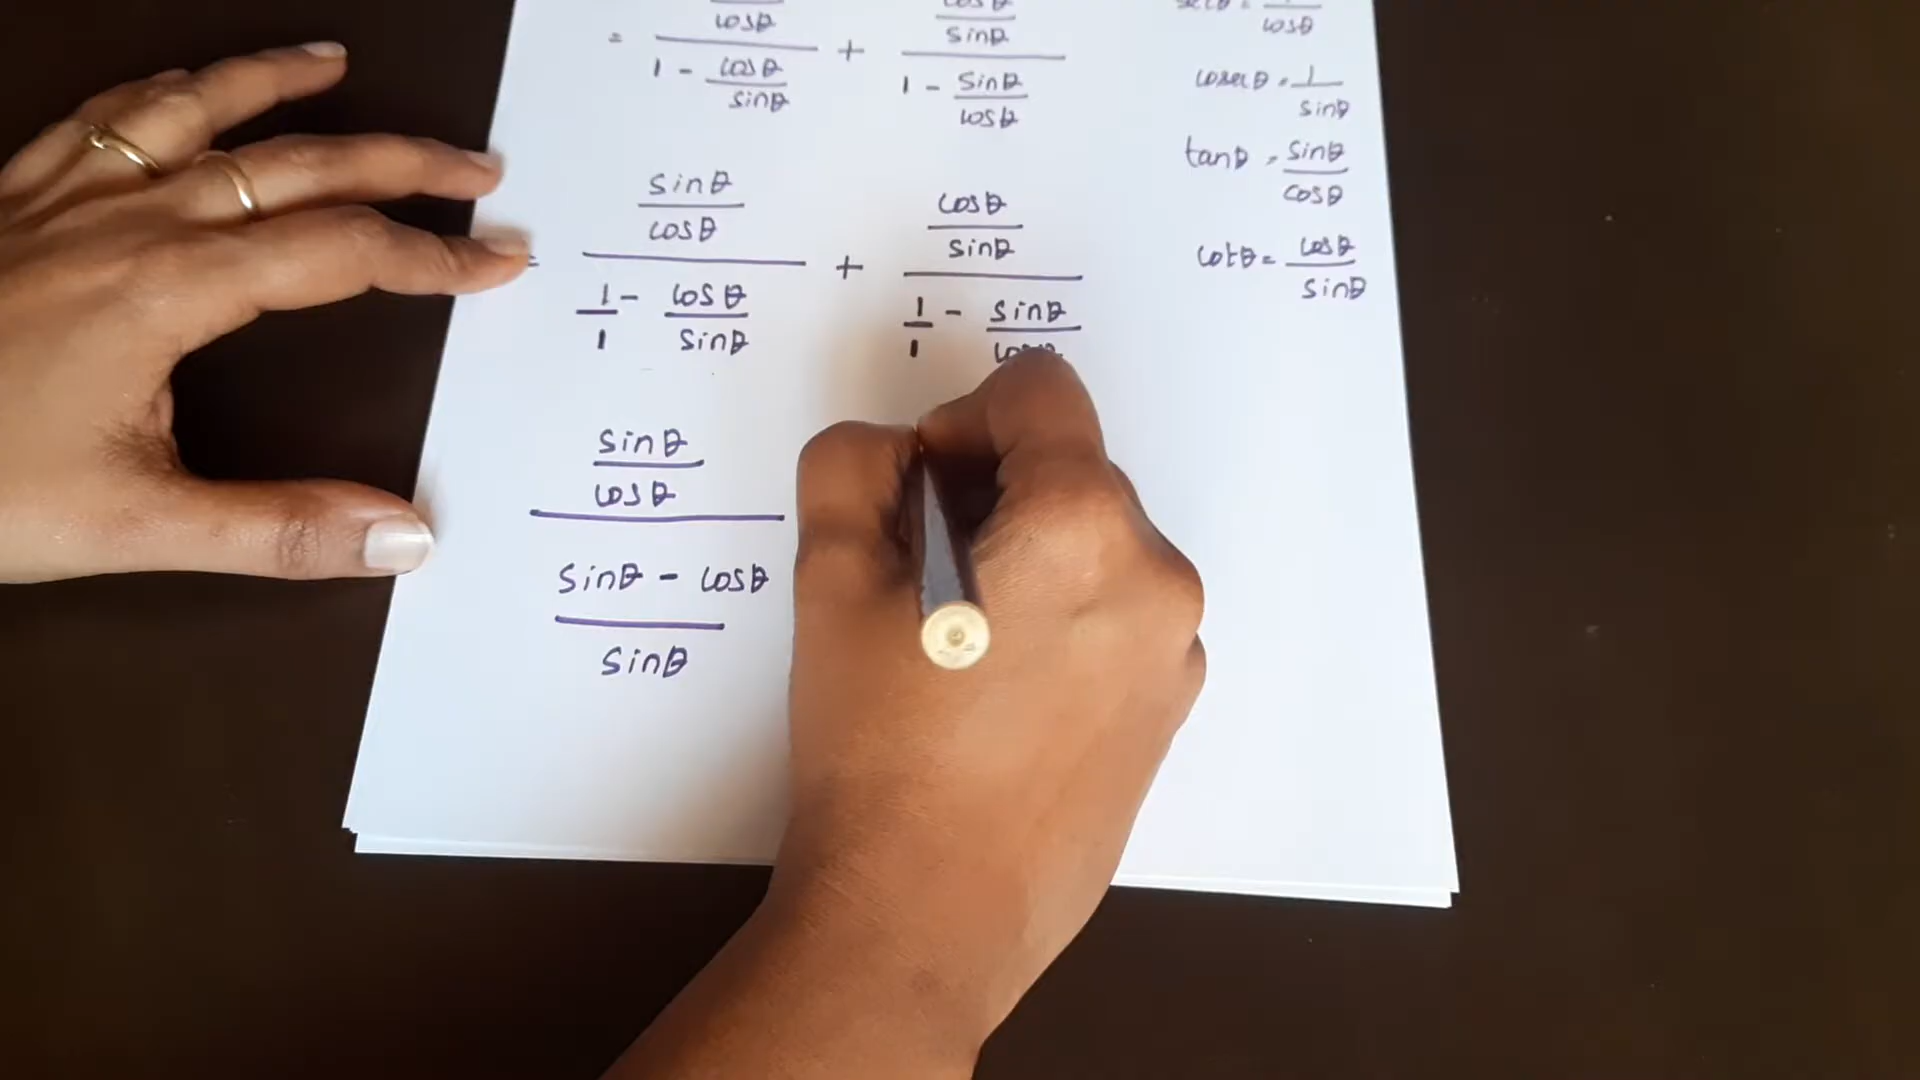 cosθ
= ――― + cosθ/sinθ
1 - cosθ/sinθ    1 - sinθ/cosθ
= (sinθ/cosθ)/(1/1 - cosθ/sinθ) + (cosθ/sinθ)/(1/1 - sinθ/cosθ)
(sinθ/cosθ)/((sinθ - cosθ)/sinθ)
secθ = 1/cosθ
cosecθ = 1/sinθ
tanθ = sinθ/cosθ
cotθ = cosθ/sinθ